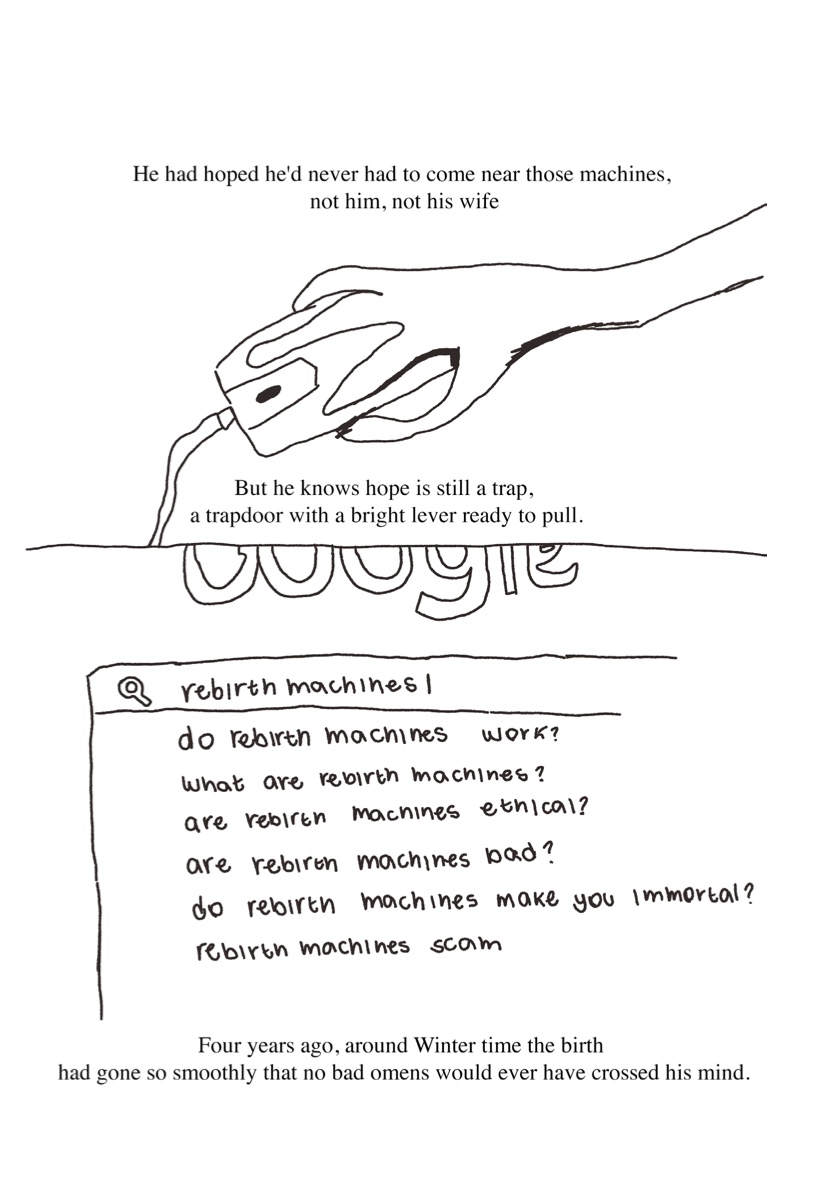 He had hoped he'd never had to come near those machines,
not him, not his wife
But he knows hope is still a trap,
a trapdoor with a bright lever ready to pull.
Google
rebirth machines|
do rebirth machines work?
what are rebirth machines?
are rebirth machines ethical?
are rebirth machines bad?
do rebirth machines make you immortal?
rebirth machines scam
Four years ago, around Winter time the birth
had gone so smoothly that no bad omens would ever have crossed his mind.